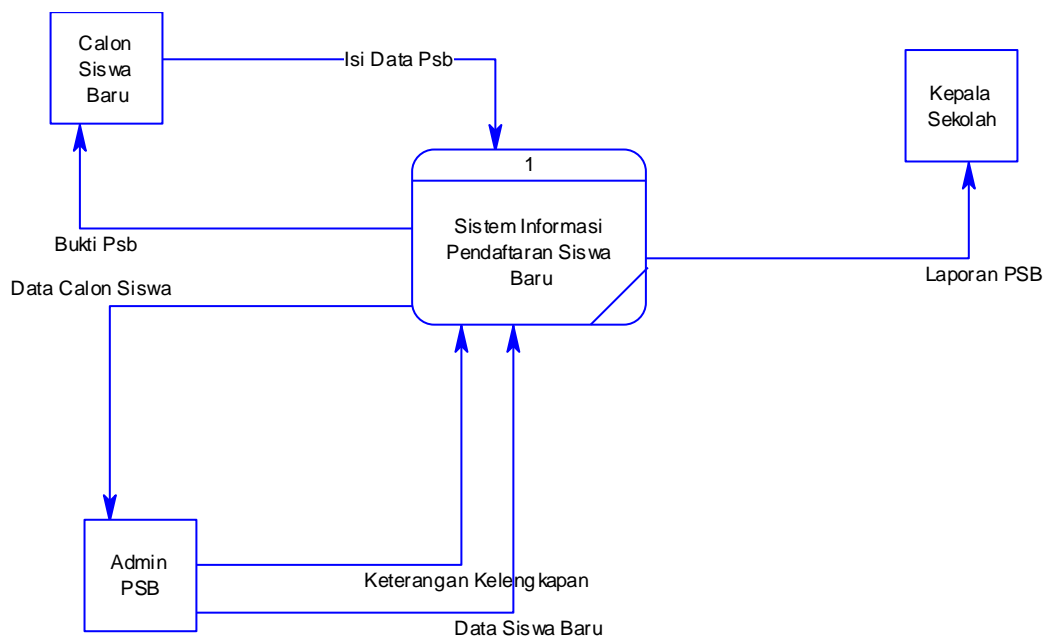 Calon
Siswa
Baru
Isi Data Psb
Kepala
Sekolah
1
Sistem Informasi
Pendaftaran Siswa
Baru
Bukti Psb
Laporan PSB
Data Calon Siswa
Admin
PSB
Keterangan Kelengkapan
Data Siswa Baru